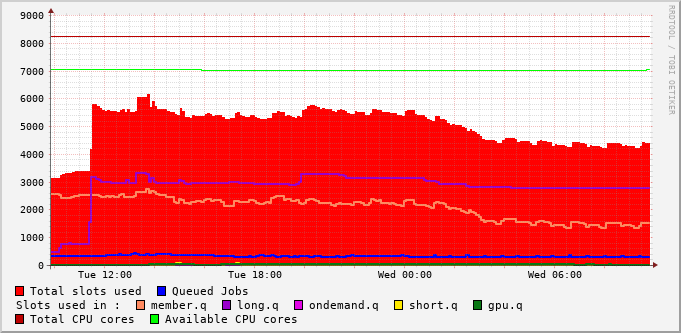 9000
8000
7000
6000
5000
4000
3000
2000
1000
0
Tue 12:00 Tue 18:00 Wed 00:00 Wed 06:00
Total slots used Queued Jobs
Slots used in : member.q long.q ondemand.q short.q gpu.q
Total CPU cores Available CPU cores
RRDTOOL / TOBI OETIKER